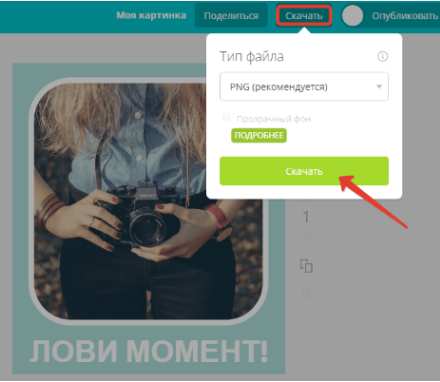 Моя картинка Поделиться Скачать Опубликовать
Тип файла
PNG (рекомендуется)
Прозрачный фон
ПОДРОБНЕЕ
Скачать
1
ЛОВИ МОМЕНТ!